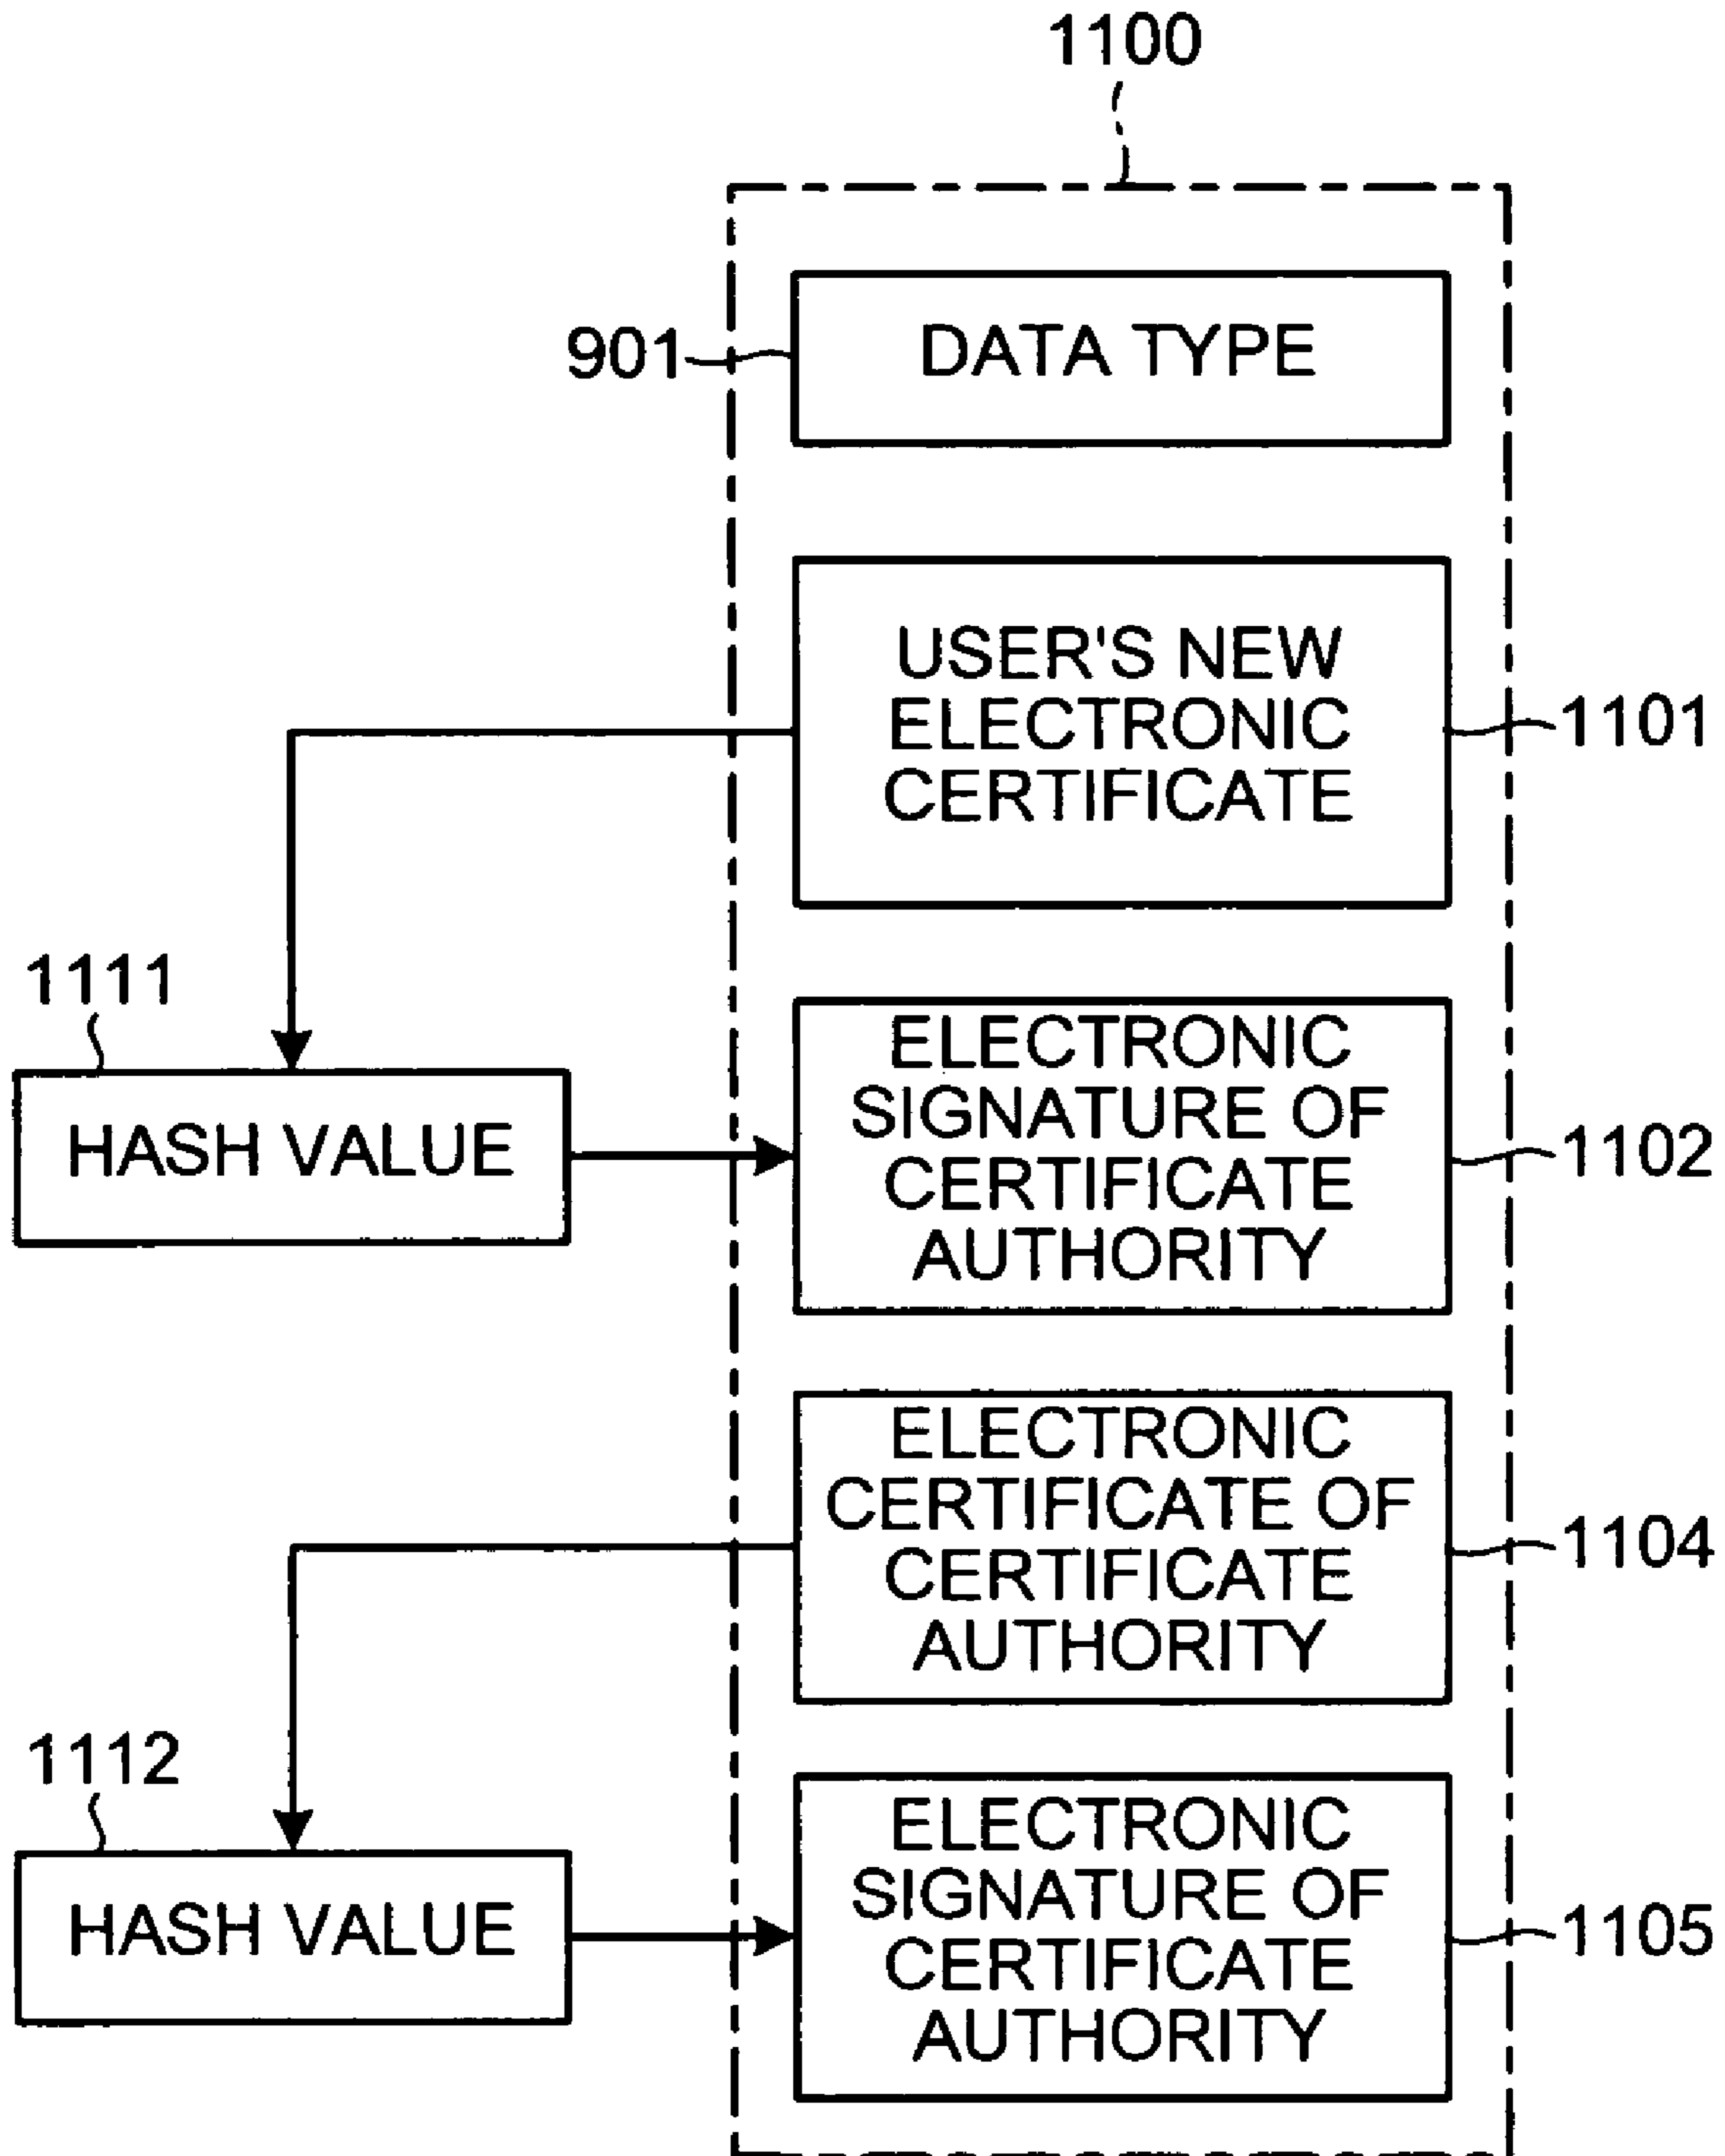 1100
901
DATA TYPE
USER'S NEW
ELECTRONIC
CERTIFICATE
1101
1111
HASH VALUE
ELECTRONIC
SIGNATURE OF
CERTIFICATE
AUTHORITY
1102
ELECTRONIC
CERTIFICATE OF
CERTIFICATE
AUTHORITY
1104
1112
HASH VALUE
ELECTRONIC
SIGNATURE OF
CERTIFICATE
AUTHORITY
1105